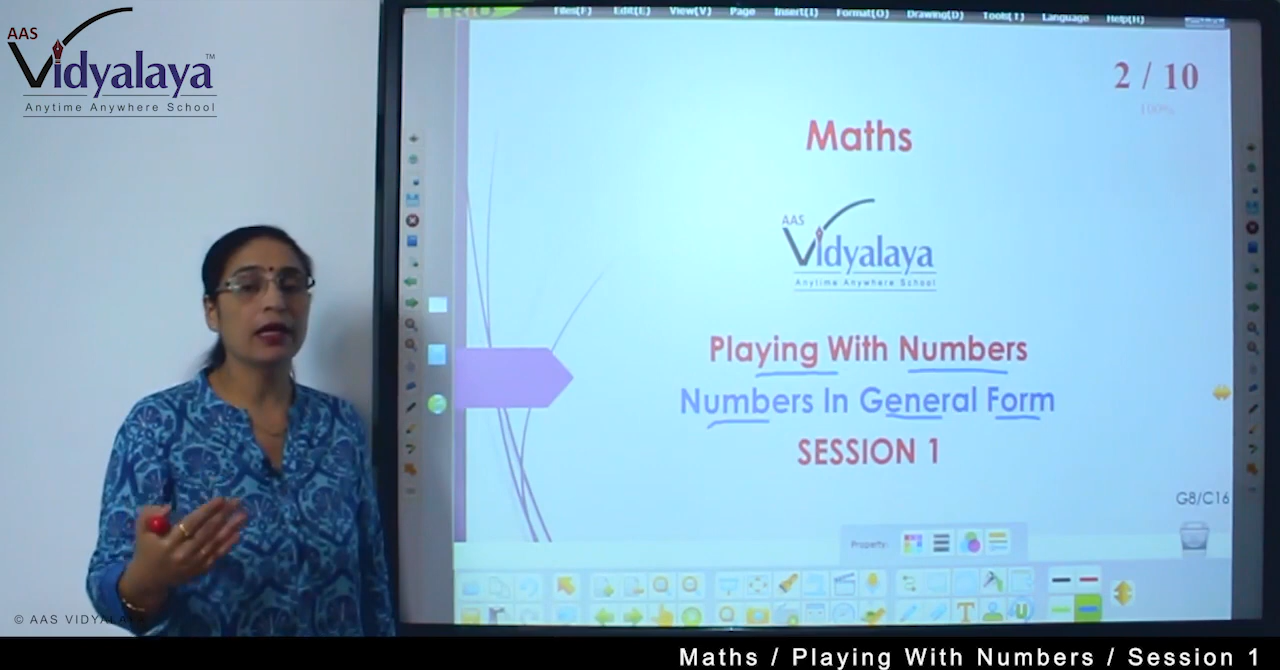 AAS
Vidyalaya™
Anytime Anywhere School
Files(F) Edit(E) View(V) Page Insert(I) Format(O) Drawing(D) Tools(T) Language Help(H)
2 / 10
100%
Maths
AAS
Vidyalaya
Anytime Anywhere School
Playing With Numbers
Numbers In General Form
SESSION 1
G8/C16
Property:
© AAS VIDYALAYA
Maths / Playing With Numbers / Session 1